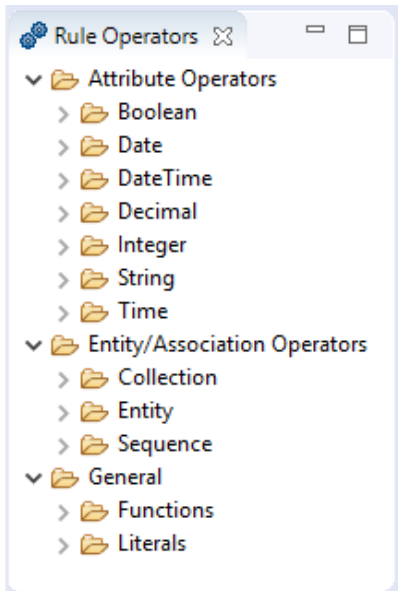 Rule Operators
Attribute Operators
Boolean
Date
DateTime
Decimal
Integer
String
Time
Entity/Association Operators
Collection
Entity
Sequence
General
Functions
Literals